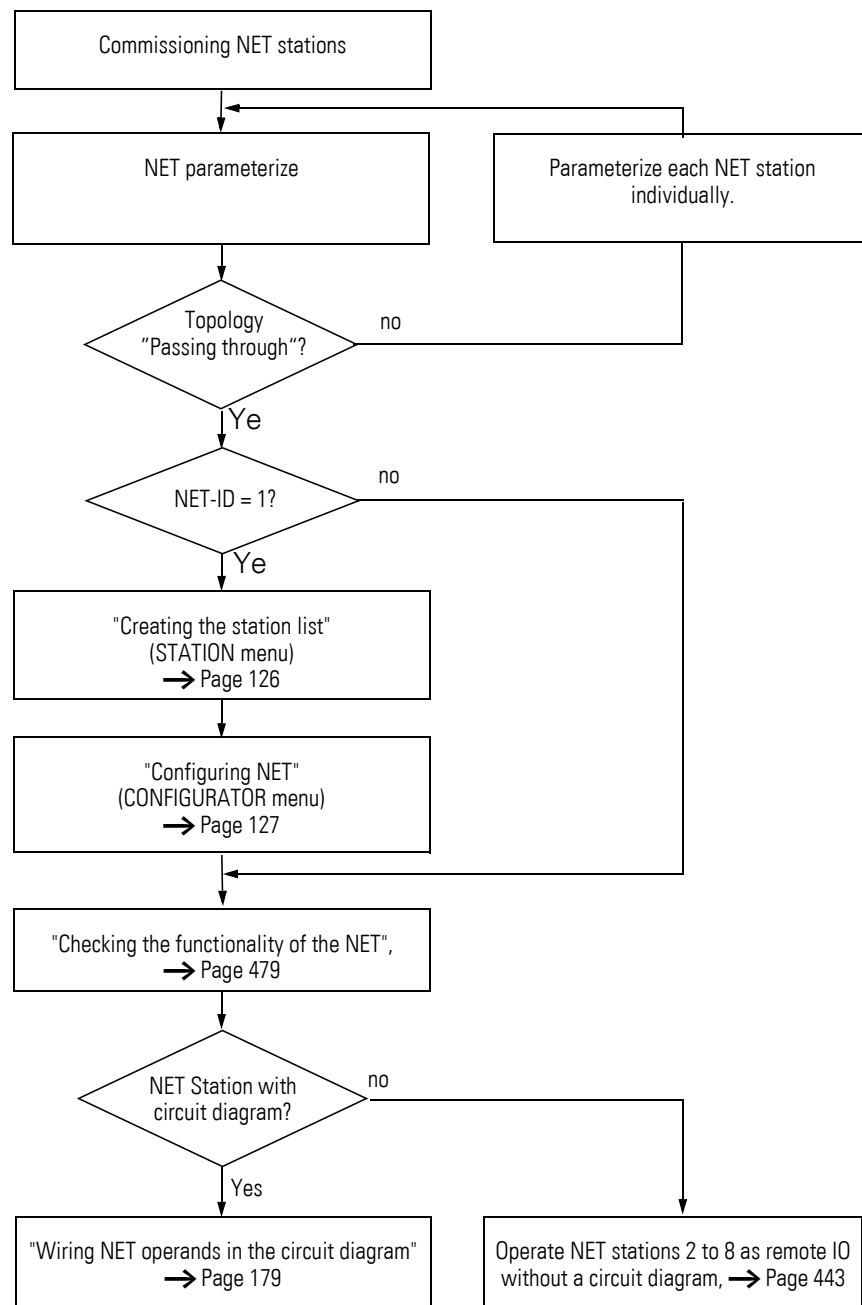 Commissioning NET stations
NET parameterize
Parameterize each NET station
individually.
Topology
"Passing through“?
no
Ye
NET-ID = 1?
no
Ye
"Creating the station list"
(STATION menu)
→ Page 126
"Configuring NET"
(CONFIGURATOR menu)
→ Page 127
"Checking the functionality of the NET",
→ Page 479
NET Station with
circuit diagram?
no
Yes
"Wiring NET operands in the circuit diagram"
→ Page 179
Operate NET stations 2 to 8 as remote IO
without a circuit diagram, → Page 443